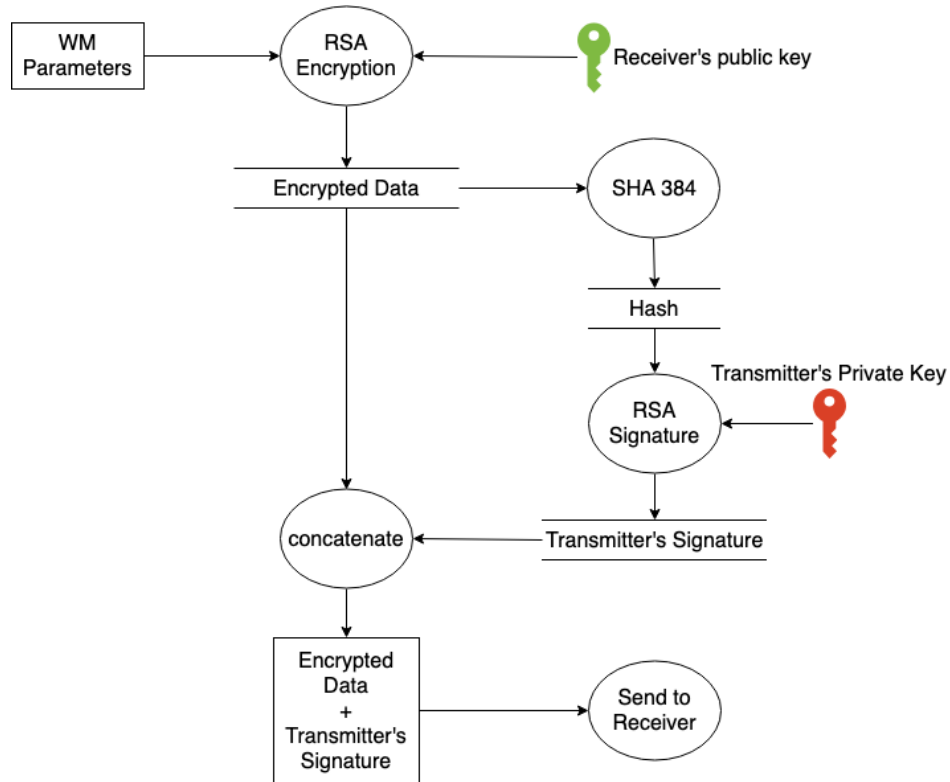 WM
Parameters
RSA
Encryption
Receiver's public key
Encrypted Data
SHA 384
Hash
Transmitter's Private Key
RSA
Signature
concatenate
Transmitter's Signature
Encrypted
Data
+
Transmitter's
Signature
Send to
Receiver